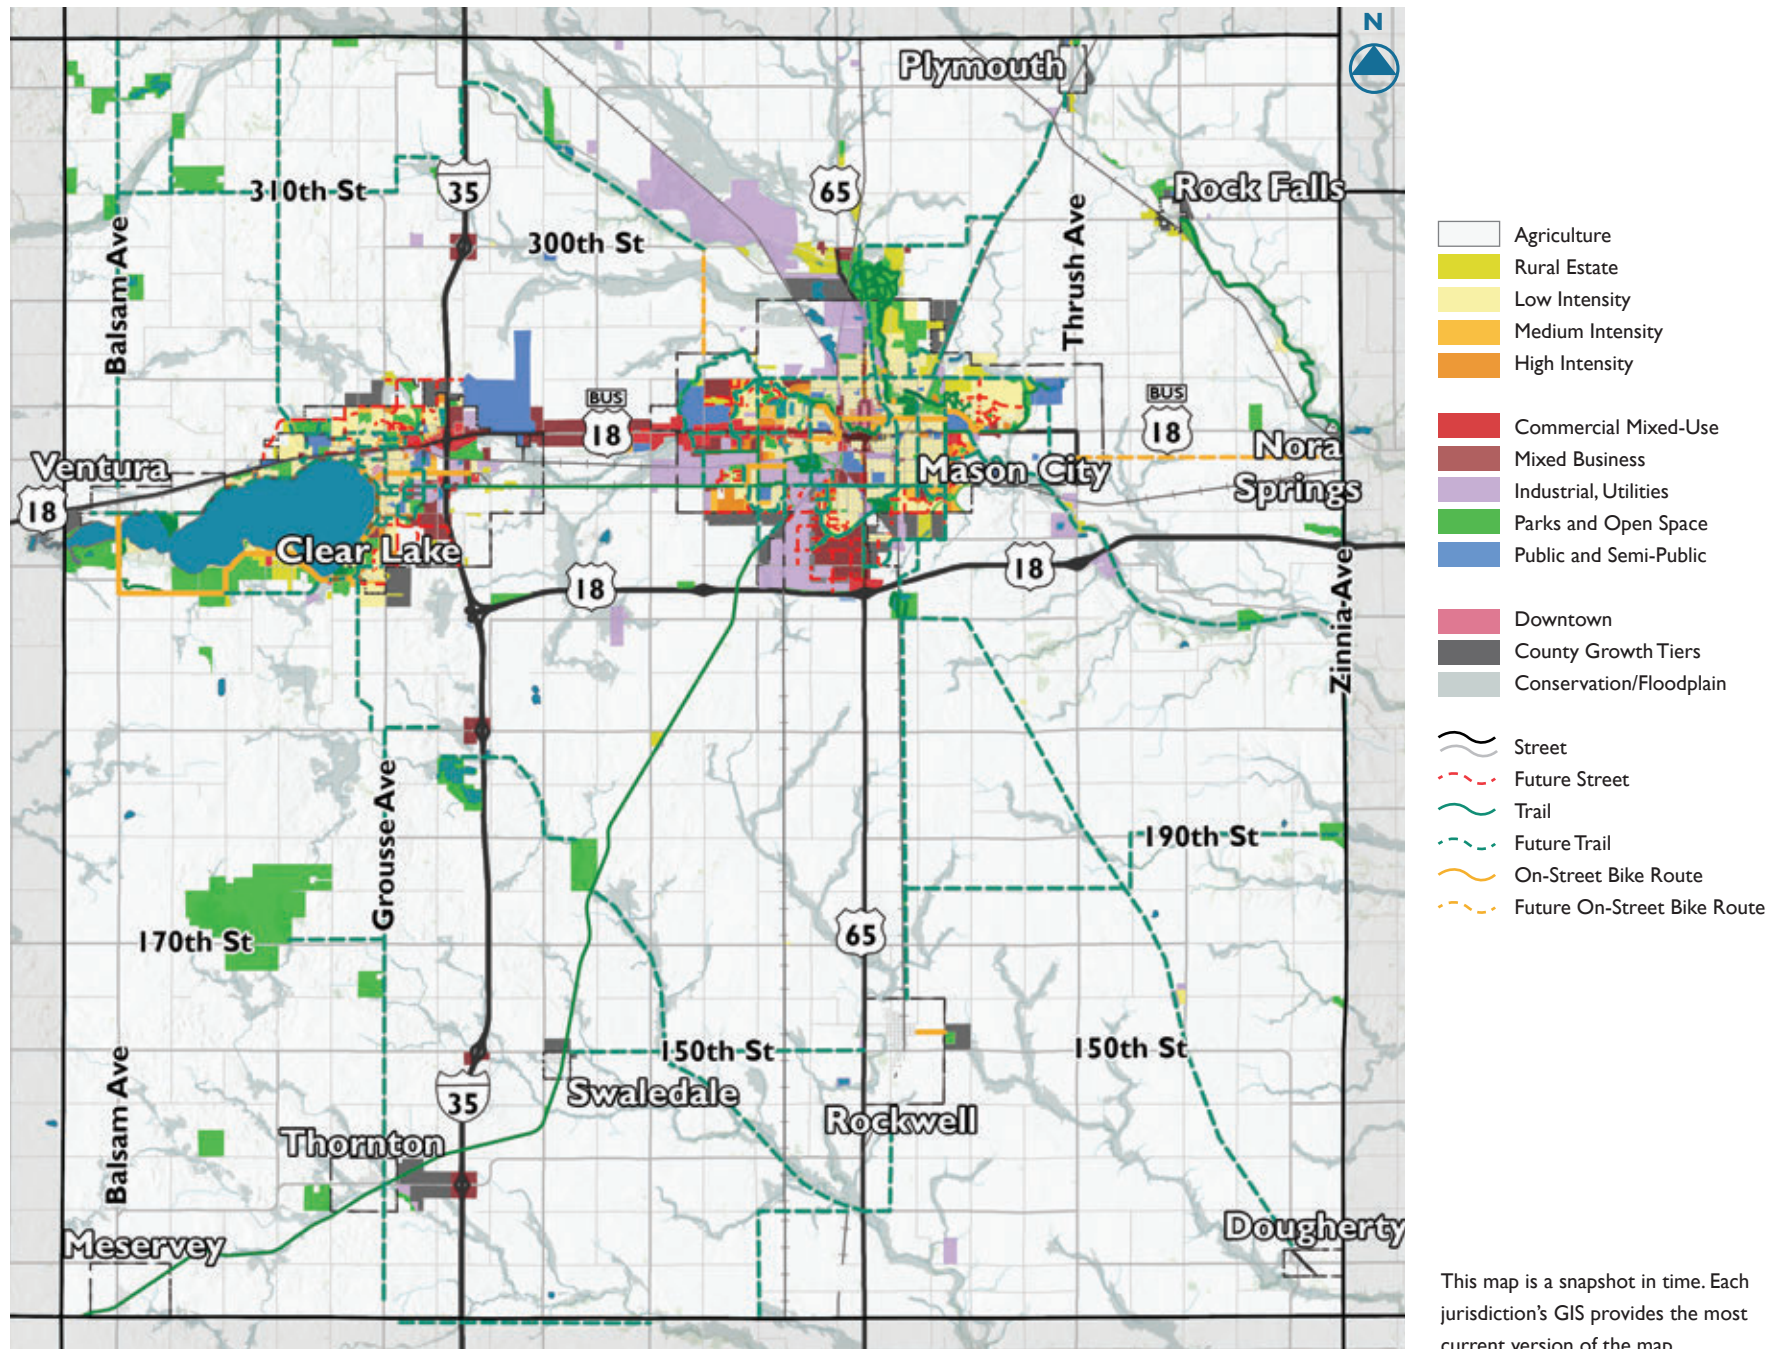 N
Plymouth
Rock Falls
310th St
35
65
300th St
Balsam Ave
Thrush Ave
BUS
18
BUS
18
Ventura
18
Mason City
Nora
Springs
Clear Lake
18
18
Zinnia Ave
Grousse Ave
190th St
170th St
65
150th St
150th St
Swaledale
35
Rockwell
Balsam Ave
Thornton
Meservey
Dougherty
Agriculture
Rural Estate
Low Intensity
Medium Intensity
High Intensity
Commercial Mixed-Use
Mixed Business
Industrial, Utilities
Parks and Open Space
Public and Semi-Public
Downtown
County Growth Tiers
Conservation/Floodplain
Street
Future Street
Trail
Future Trail
On-Street Bike Route
Future On-Street Bike Route
This map is a snapshot in time. Each
jurisdiction's GIS provides the most
current version of the map